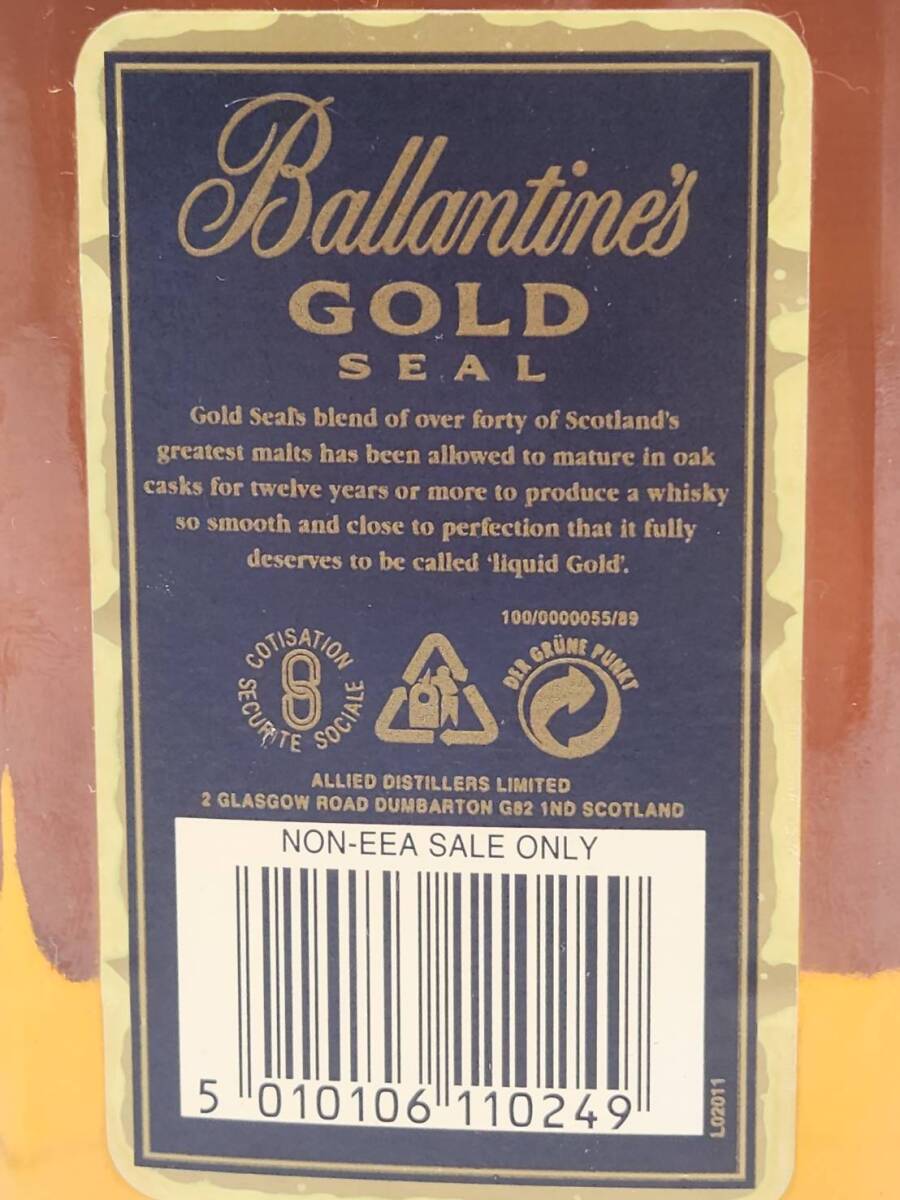 Ballantine's
GOLD
SEAL
Gold Seal's blend of over forty of Scotland's
greatest malts has been allowed to mature in oak
casks for twelve years or more to produce a whisky
so smooth and close to perfection that it fully
deserves to be called 'liquid Gold'.
100/0000055/89
COTISATION
SECURITE SOCIALE
DER GRÜNE PUNKT
ALLIED DISTILLERS LIMITED
2 GLASGOW ROAD DUMBARTON G82 1ND SCOTLAND
NON-EEA SALE ONLY
5 010106 110249
L02011